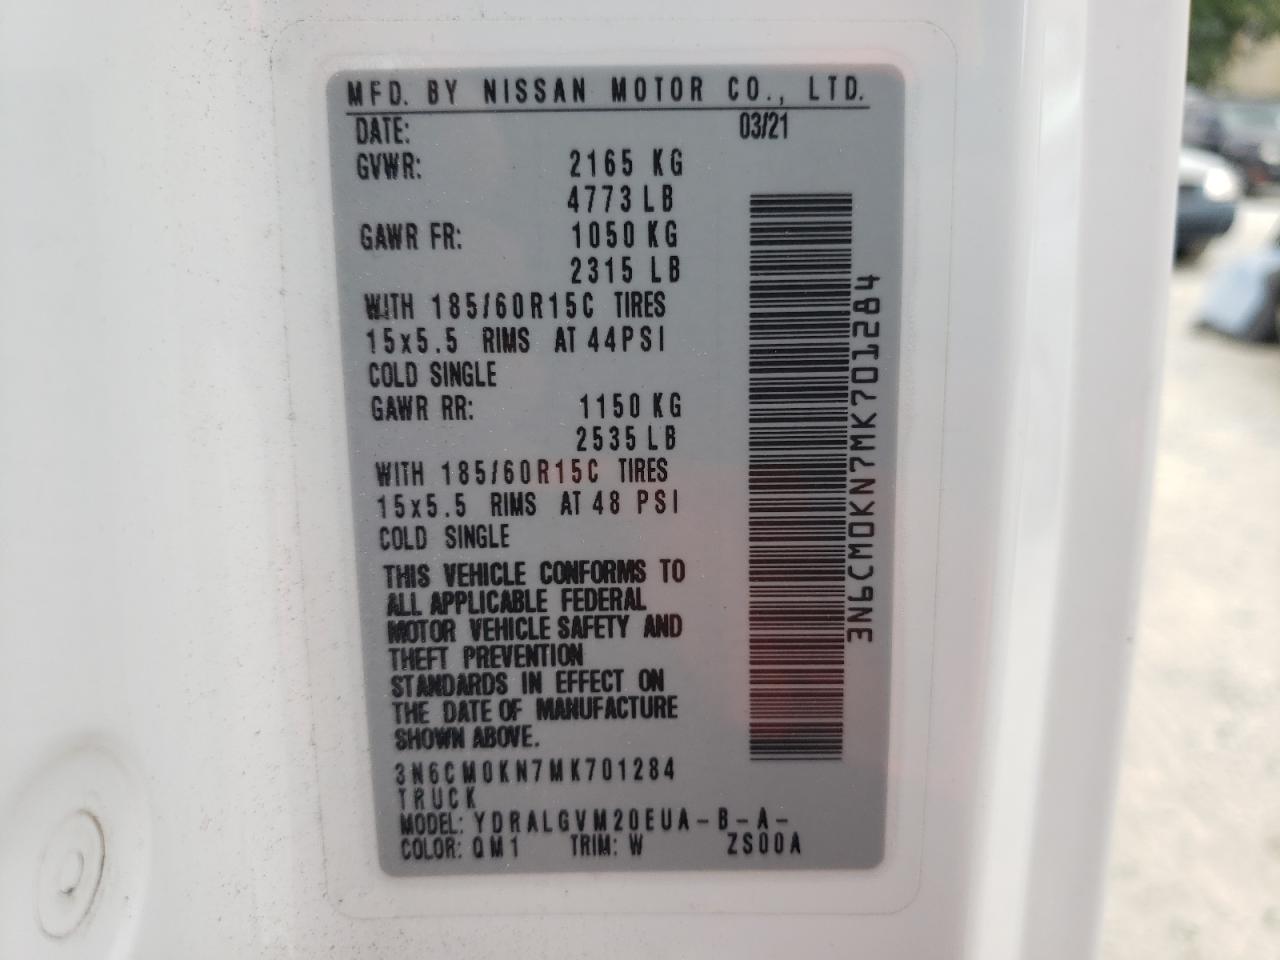 MFD. BY NISSAN MOTOR CO., LTD.
DATE: 03/21
GVWR: 2165 KG
4773 LB
GAWR FR: 1050 KG
2315 LB
WITH 185/60R15C TIRES
15x5.5 RIMS AT 44PSI
COLD SINGLE
GAWR RR: 1150 KG
2535 LB
WITH 185/60R15C TIRES
15x5.5 RIMS AT 48 PSI
COLD SINGLE
THIS VEHICLE CONFORMS TO
ALL APPLICABLE FEDERAL
MOTOR VEHICLE SAFETY AND
THEFT PREVENTION
STANDARDS IN EFFECT ON
THE DATE OF MANUFACTURE
SHOWN ABOVE.
3N6CM0KN7MK701284
TRUCK
MODEL: YDRALGVM20EUA-B-A-
COLOR: QM1 TRIM: W ZS00A
3N6CM0KN7MK701284